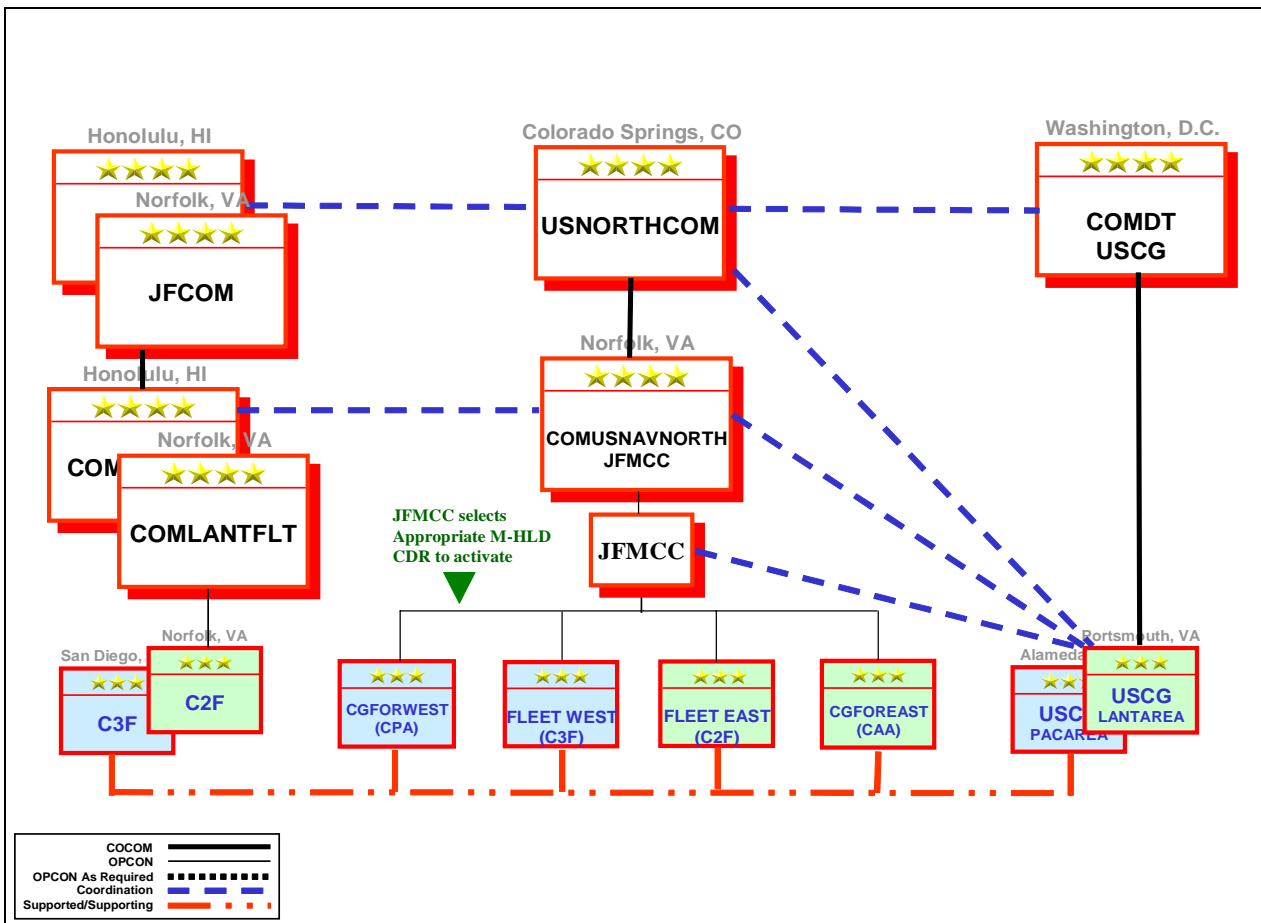 Honolulu, HI
Colorado Springs, CO
Washington, D.C.
Norfolk, VA
USNORTHCOM
COMDT
USCG
JFCOM
Norfolk, VA
Honolulu, HI
COMUSNAVNORTH
JFMCC
Norfolk, VA
COM
COMLANTFLT
JFMCC selects
Appropriate M-HLD
CDR to activate
JFMCC
Norfolk, VA
Portsmouth, VA
San Diego,
Alameda
C3F
C2F
CGFORWEST
(CPA)
FLEET WEST
(C3F)
FLEET EAST
(C2F)
CGFOREAST
(CAA)
USC
PACAREA
USCG
LANTAREA
COCOM
OPCON
OPCON As Required
Coordination
Supported/Supporting